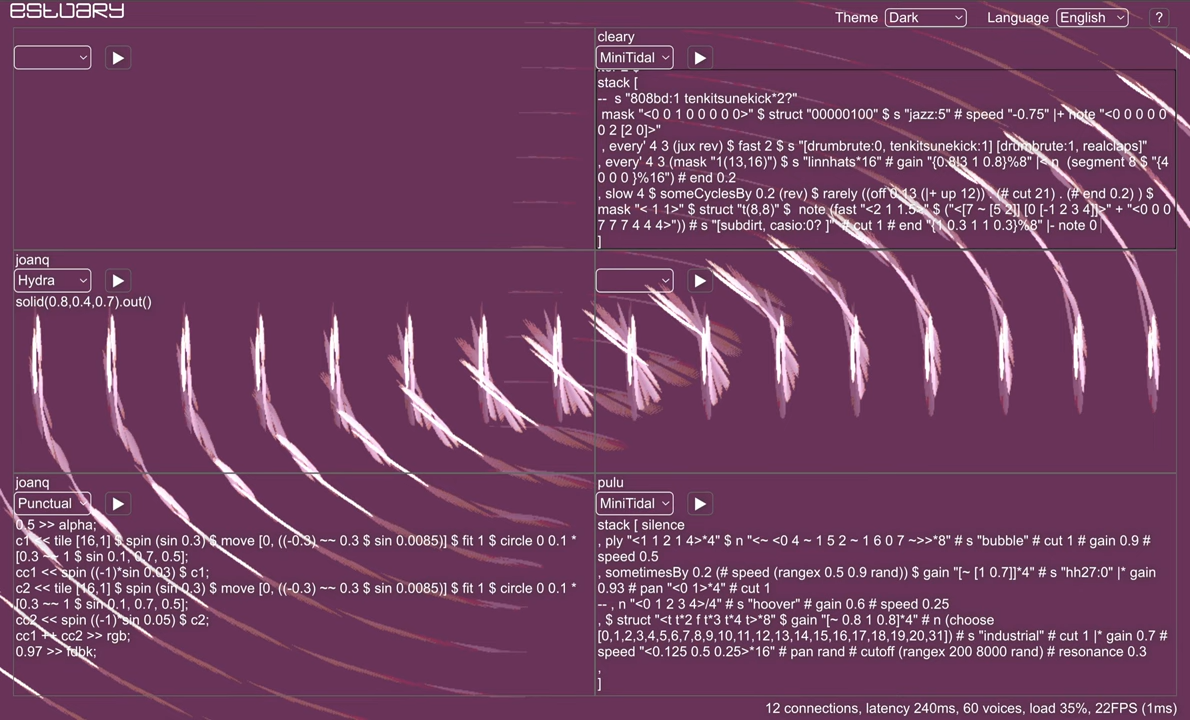 estuary
Theme Dark Language English ?
cleary
MiniTidal
stack [
-- s "808bd:1 tenkitsunekick*2?"
mask "<0 0 1 0 0 0 0 0>" $ struct "00000100" $ s "jazz:5" # speed "-0.75" |+ note "<0 0 0 0 0
0 2 [2 0]>"
, every' 4 3 (jux rev) $ fast 2 $ s "[drumbrute:0, tenkitsunekick:1] [drumbrute:1, realclaps]"
, every' 4 3 (mask "1(13,16)") $ s "linnhats*16" # gain "{0.8!3 1 0.8}%8" |< n (segment 8 $ "{4
0 0 0 }%16") # end 0.2
, slow 4 $ someCyclesBy 0.2 (rev) $ rarely ((off 0.13 (|+ up 12)) . (# cut 21) . (# end 0.2) ) $
mask "< 1 1>" $ struct "t(8,8)" $ note (fast "<2 1 1.5>" $ ("<[7 ~ [5 2]] [0 [-1 2 3 4]]>" + "<0 0 0
7 7 7 4 4 4>")) # s "[subdirt, casio:0? ]" # cut 1 # end "{1 0.3 1 1 0.3}%8" |- note 0
]
joanq
Hydra
solid(0.8,0.4,0.7).out()
joanq
Punctual
0.5 >> alpha;
c1 << tile [16,1] $ spin (sin 0.3) $ move [0, ((-0.3) ~~ 0.3 $ sin 0.0085)] $ fit 1 $ circle 0 0.1 *
[0.3 ~~ 1 $ sin 0.1, 0.7, 0.5];
cc1 << spin ((-1)*sin 0.03) $ c1;
c2 << tile [16,1] $ spin (sin 0.3) $ move [0, ((-0.3) ~~ 0.3 $ sin 0.0085)] $ fit 1 $ circle 0 0.1 *
[0.3 ~~ 1 $ sin 0.1, 0.7, 0.5];
cc2 << spin ((-1)*sin 0.05) $ c2;
cc1 ++ cc2 >> rgb;
0.97 >> fdbk;
pulu
MiniTidal
stack [ silence
, ply "<1 1 2 1 4>*4" $ n "<~ <0 4 ~ 1 5 2 ~ 1 6 0 7 ~>>*8" # s "bubble" # cut 1 # gain 0.9 #
speed 0.5
, sometimesBy 0.2 (# speed (rangex 0.5 0.9 rand)) $ gain "[~ [1 0.7]]*4" # s "hh27:0" |* gain
0.93 # pan "<0 1>*4" # cut 1
-- , n "<0 1 2 3 4>/4" # s "hoover" # gain 0.6 # speed 0.25
, $ struct "<t t*2 f t*3 t*4 t>*8" $ gain "[~ 0.8 1 0.8]*4" # n (choose
[0,1,2,3,4,5,6,7,8,9,10,11,12,13,14,15,16,17,18,19,20,31]) # s "industrial" # cut 1 |* gain 0.7 #
speed "<0.125 0.5 0.25>*16" # pan rand # cutoff (rangex 200 8000 rand) # resonance 0.3
,
]
12 connections, latency 240ms, 60 voices, load 35%, 22FPS (1ms)